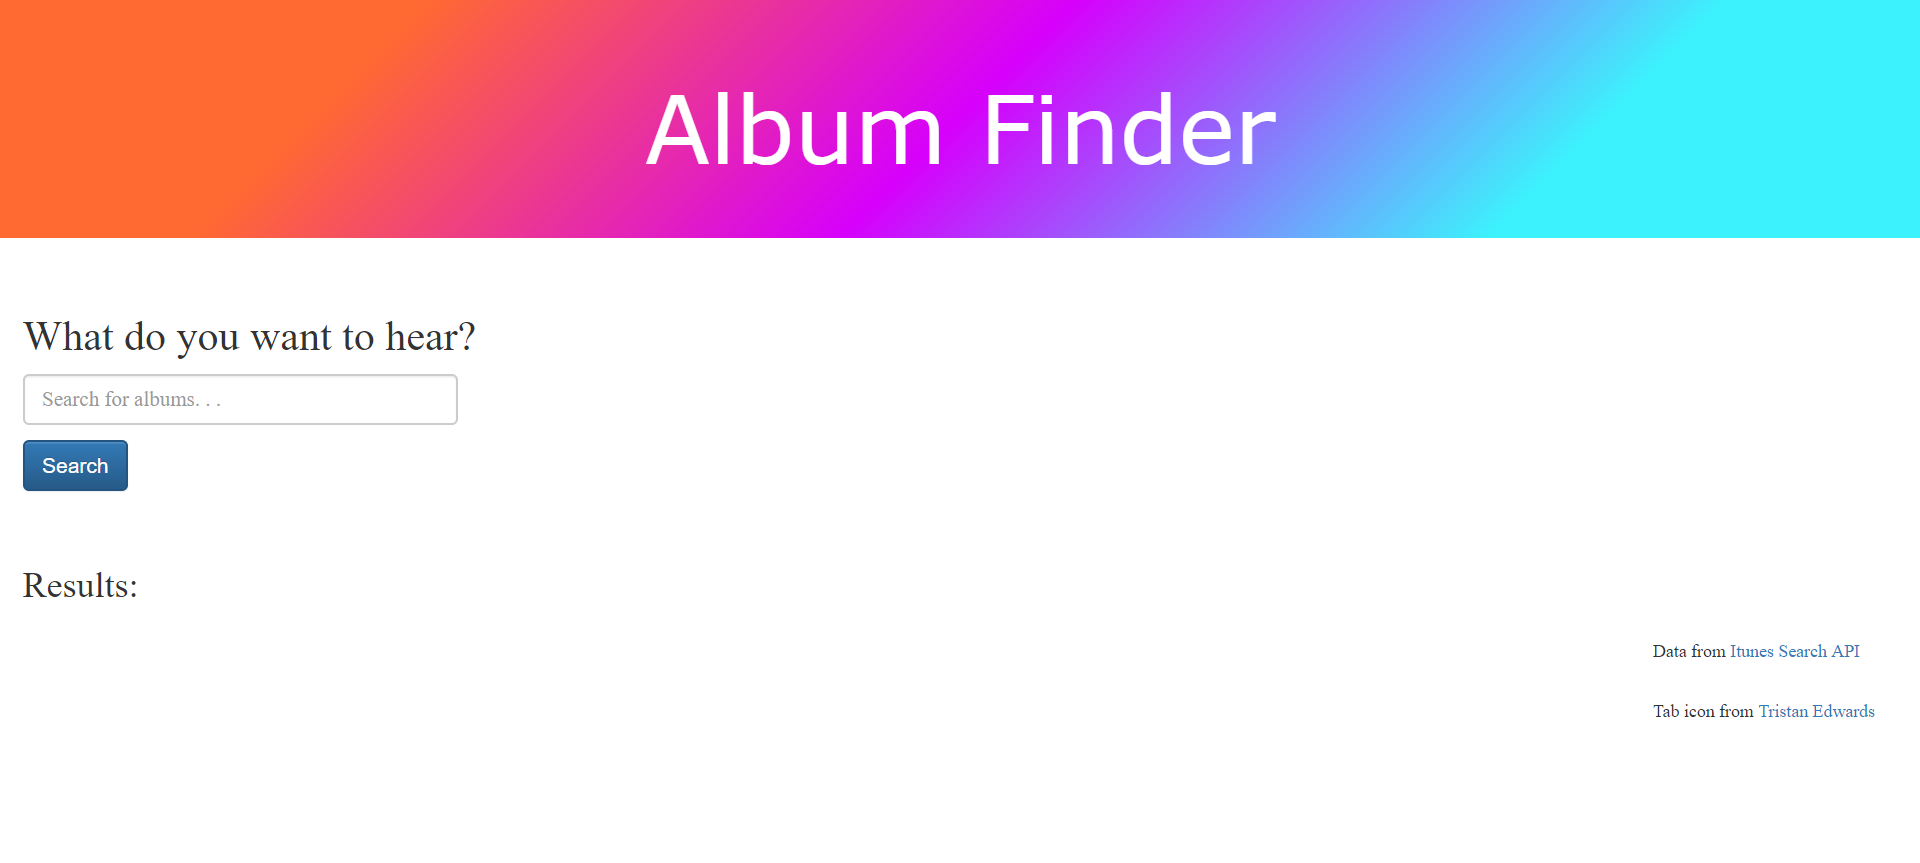 Album Finder
What do you want to hear?
Search for albums. . .
Search
Results:
Data from Itunes Search API
Tab icon from Tristan Edwards